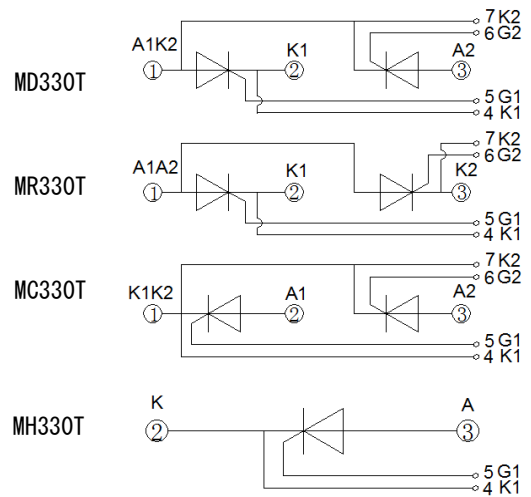 7 K2
6 G2
A1K2 K1 A2
① ② ③
MD330T
5 G1
4 K1
7 K2
6 G2
A1A2 K1 K2
① ② ③
MR330T
5 G1
4 K1
7 K2
6 G2
K1K2 A1 A2
① ② ③
MC330T
5 G1
4 K1
K A
MH330T ② ③
5 G1
4 K1